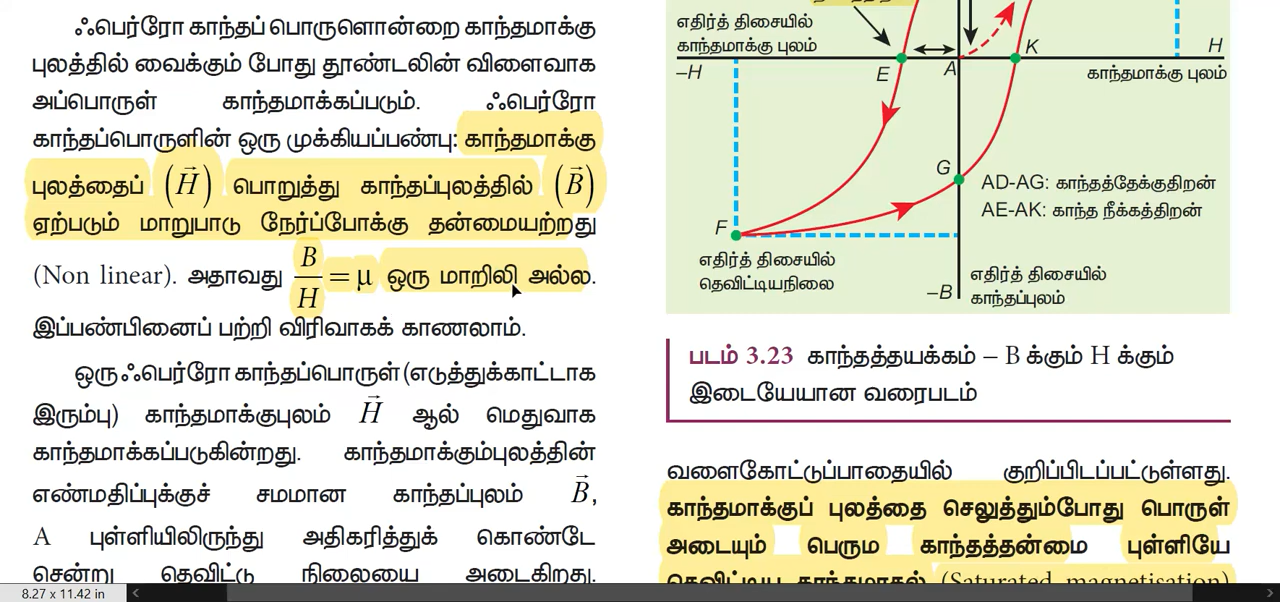 ஃபெர்ரோ காந்தப் பொருளொன்றை காந்தமாக்கு
புலத்தில் வைக்கும் போது தூண்டலின் விளைவாக
அப்பொருள் காந்தமாக்கப்படும். ஃபெர்ரோ
காந்தப்பொருளின் ஒரு முக்கியப்பண்பு: காந்தமாக்கு
புலத்தைப் (H⃗) பொறுத்து காந்தப்புலத்தில் (B⃗)
ஏற்படும் மாறுபாடு நேர்ப்போக்கு தன்மையற்றது
(Non linear). அதாவது B/H = μ ஒரு மாறிலி அல்ல.
இப்பண்பினைப் பற்றி விரிவாகக் காணலாம்.
ஒரு ஃபெர்ரோ காந்தப்பொருள் (எடுத்துக்காட்டாக
இரும்பு) காந்தமாக்குபுலம் H⃗ ஆல் மெதுவாக
காந்தமாக்கப்படுகின்றது. காந்தமாக்கும்புலத்தின்
எண்மதிப்புக்குச் சமமான காந்தப்புலம் B⃗,
A புள்ளியிலிருந்து அதிகரித்துக் கொண்டே
சென்று தெவிட்டு நிலையை அடைகிறது.
எதிர்த் திசையில்
காந்தமாக்கு புலம்
–H
E
A
K
H
காந்தமாக்கு புலம்
G
AD-AG: காந்தத்தேக்குதிறன்
AE-AK: காந்த நீக்கத்திறன்
F
எதிர்த் திசையில்
தெவிட்டியநிலை
–B
எதிர்த் திசையில்
காந்தப்புலம்
படம் 3.23 காந்தத்தயக்கம் – B க்கும் H க்கும்
இடையேயான வரைபடம்
வளைகோட்டுப்பாதையில் குறிப்பிடப்பட்டுள்ளது.
காந்தமாக்குப் புலத்தை செலுத்தும்போது பொருள்
அடையும் பெரும காந்தத்தன்மை புள்ளியே
தெவிட்டிய காந்தமாதல் (Saturated magnetisation)
8.27 x 11.42 in